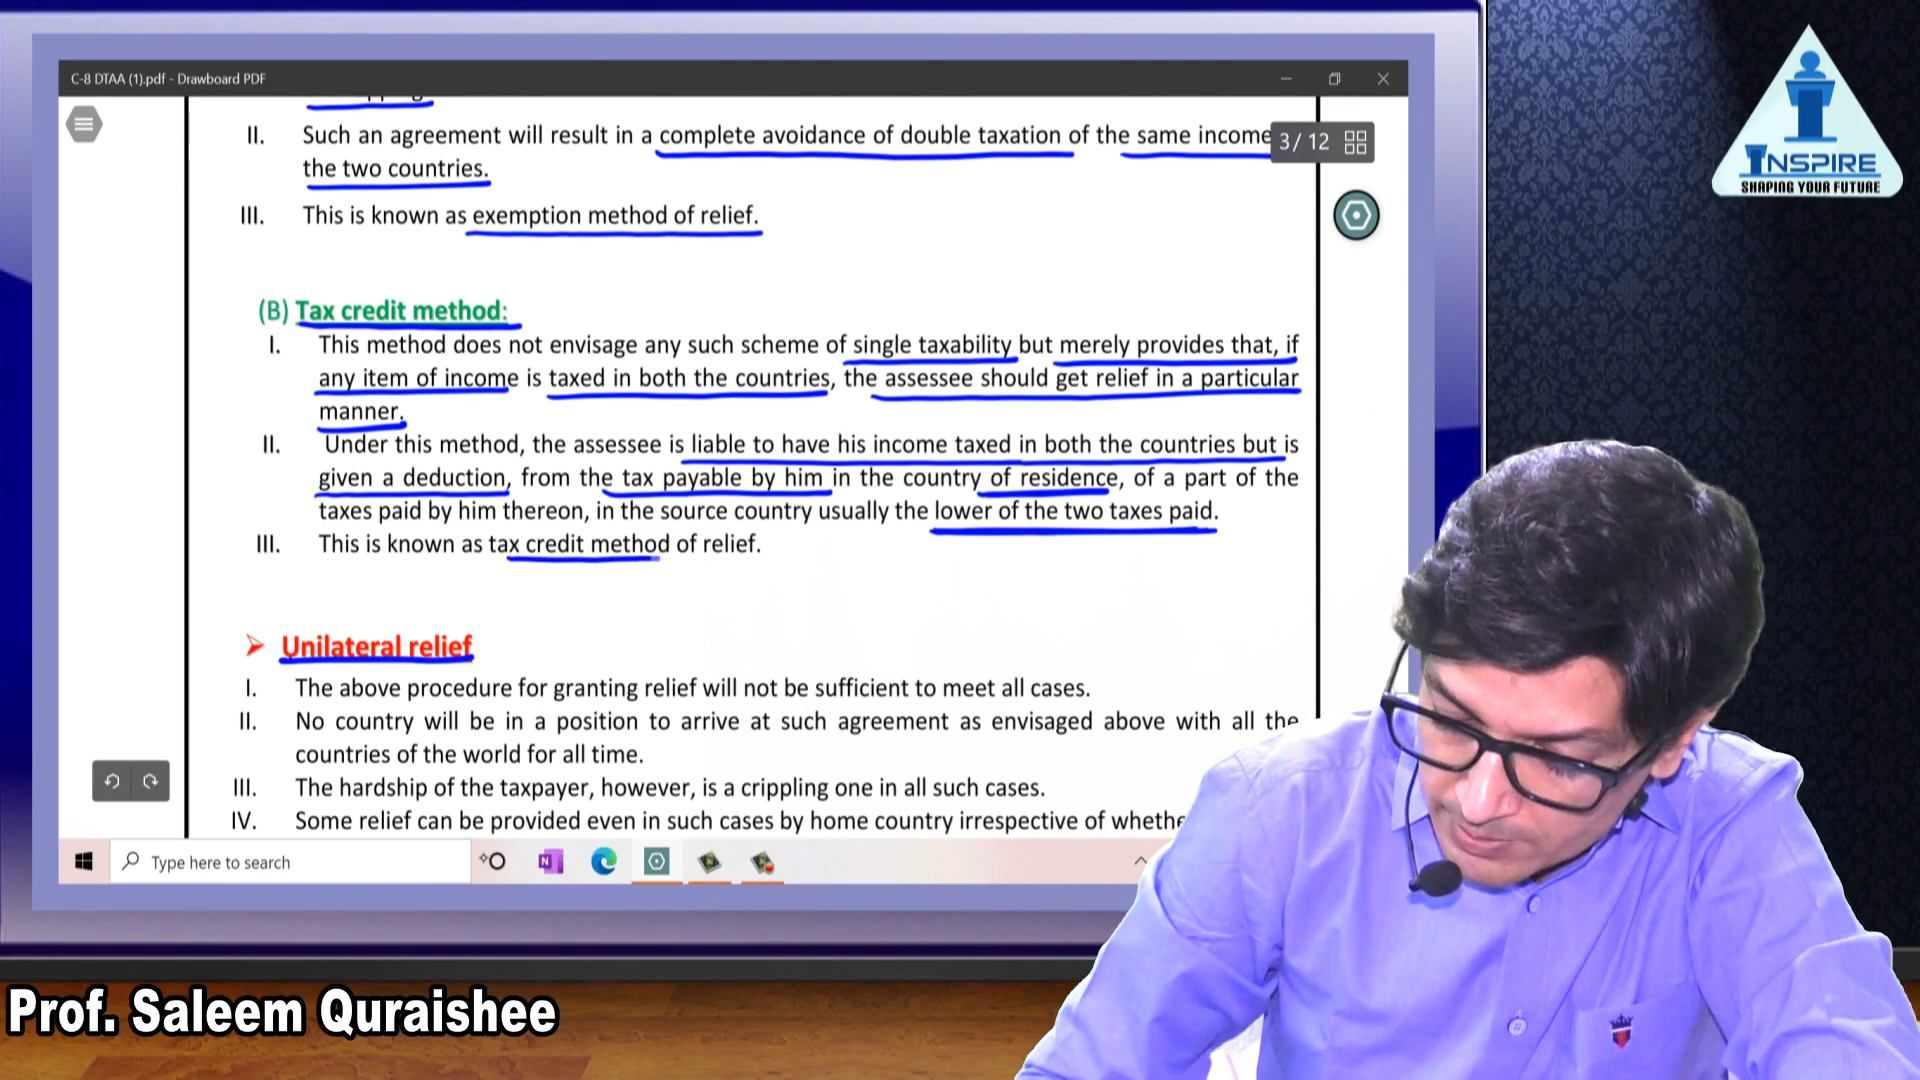 C-8 DTAA (1).pdf - Drawboard PDF
II. Such an agreement will result in a complete avoidance of double taxation of the same income
the two countries.
3 / 12
III. This is known as exemption method of relief.
(B) Tax credit method:
I. This method does not envisage any such scheme of single taxability but merely provides that, if
any item of income is taxed in both the countries, the assessee should get relief in a particular
manner.
II. Under this method, the assessee is liable to have his income taxed in both the countries but is
given a deduction, from the tax payable by him in the country of residence, of a part of the
taxes paid by him thereon, in the source country usually the lower of the two taxes paid.
III. This is known as tax credit method of relief.
➢ Unilateral relief
I. The above procedure for granting relief will not be sufficient to meet all cases.
II. No country will be in a position to arrive at such agreement as envisaged above with all the
countries of the world for all time.
III. The hardship of the taxpayer, however, is a crippling one in all such cases.
IV. Some relief can be provided even in such cases by home country irrespective of
Type here to search
INSPIRE
SHAPING YOUR FUTURE
Prof. Saleem Quraishee